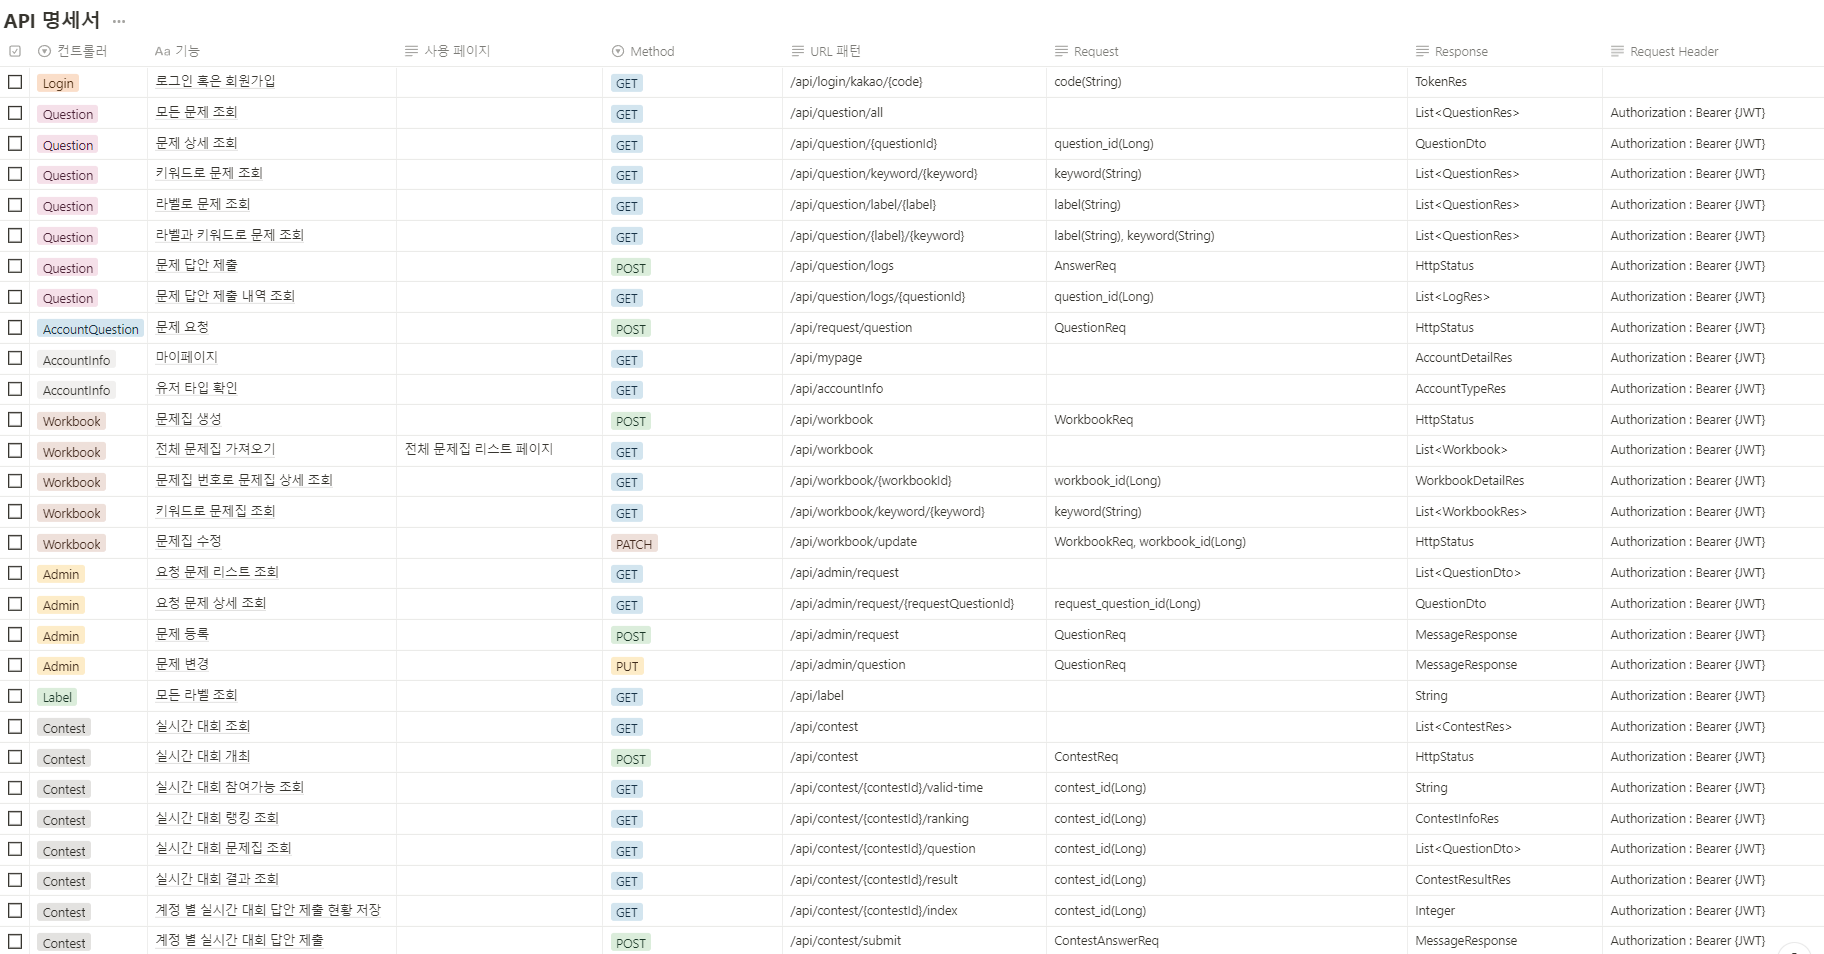 API 명세서 ...
컨트롤러 Aa 기능 사용 페이지 Method URL 패턴 Request Response Request Header
Login 로그인 혹은 회원가입 GET /api/login/kakao/{code} code(String) TokenRes
Question 모든 문제 조회 GET /api/question/all List<QuestionRes> Authorization : Bearer {JWT}
Question 문제 상세 조회 GET /api/question/{questionId} question_id(Long) QuestionDto Authorization : Bearer {JWT}
Question 키워드로 문제 조회 GET /api/question/keyword/{keyword} keyword(String) List<QuestionRes> Authorization : Bearer {JWT}
Question 라벨로 문제 조회 GET /api/question/label/{label} label(String) List<QuestionRes> Authorization : Bearer {JWT}
Question 라벨과 키워드로 문제 조회 GET /api/question/{label}/{keyword} label(String), keyword(String) List<QuestionRes> Authorization : Bearer {JWT}
Question 문제 답안 제출 POST /api/question/logs AnswerReq HttpStatus Authorization : Bearer {JWT}
Question 문제 답안 제출 내역 조회 GET /api/question/logs/{questionId} question_id(Long) List<LogRes> Authorization : Bearer {JWT}
AccountQuestion 문제 요청 POST /api/request/question QuestionReq HttpStatus Authorization : Bearer {JWT}
AccountInfo 마이페이지 GET /api/mypage AccountDetailRes Authorization : Bearer {JWT}
AccountInfo 유저 타입 확인 GET /api/accountInfo AccountTypeRes Authorization : Bearer {JWT}
Workbook 문제집 생성 POST /api/workbook WorkbookReq HttpStatus Authorization : Bearer {JWT}
Workbook 전체 문제집 가져오기 전체 문제집 리스트 페이지 GET /api/workbook List<Workbook> Authorization : Bearer {JWT}
Workbook 문제집 번호로 문제집 상세 조회 GET /api/workbook/{workbookId} workbook_id(Long) WorkbookDetailRes Authorization : Bearer {JWT}
Workbook 키워드로 문제집 조회 GET /api/workbook/keyword/{keyword} keyword(String) List<WorkbookRes> Authorization : Bearer {JWT}
Workbook 문제집 수정 PATCH /api/workbook/update WorkbookReq, workbook_id(Long) HttpStatus Authorization : Bearer {JWT}
Admin 요청 문제 리스트 조회 GET /api/admin/request List<QuestionDto> Authorization : Bearer {JWT}
Admin 요청 문제 상세 조회 GET /api/admin/request/{requestQuestionId} request_question_id(Long) QuestionDto Authorization : Bearer {JWT}
Admin 문제 등록 POST /api/admin/request QuestionReq MessageResponse Authorization : Bearer {JWT}
Admin 문제 변경 PUT /api/admin/question QuestionReq MessageResponse Authorization : Bearer {JWT}
Label 모든 라벨 조회 GET /api/label String Authorization : Bearer {JWT}
Contest 실시간 대회 조회 GET /api/contest List<ContestRes> Authorization : Bearer {JWT}
Contest 실시간 대회 개최 POST /api/contest ContestReq HttpStatus Authorization : Bearer {JWT}
Contest 실시간 대회 참여가능 조회 GET /api/contest/{contestId}/valid-time contest_id(Long) String Authorization : Bearer {JWT}
Contest 실시간 대회 랭킹 조회 GET /api/contest/{contestId}/ranking contest_id(Long) ContestInfoRes Authorization : Bearer {JWT}
Contest 실시간 대회 문제집 조회 GET /api/contest/{contestId}/question contest_id(Long) List<QuestionDto> Authorization : Bearer {JWT}
Contest 실시간 대회 결과 조회 GET /api/contest/{contestId}/result contest_id(Long) ContestResultRes Authorization : Bearer {JWT}
Contest 계정 별 실시간 대회 답안 제출 현황 저장 GET /api/contest/{contestId}/index contest_id(Long) Integer Authorization : Bearer {JWT}
Contest 계정 별 실시간 대회 답안 제출 POST /api/contest/submit ContestAnswerReq MessageResponse Authorization : Bearer {JWT}